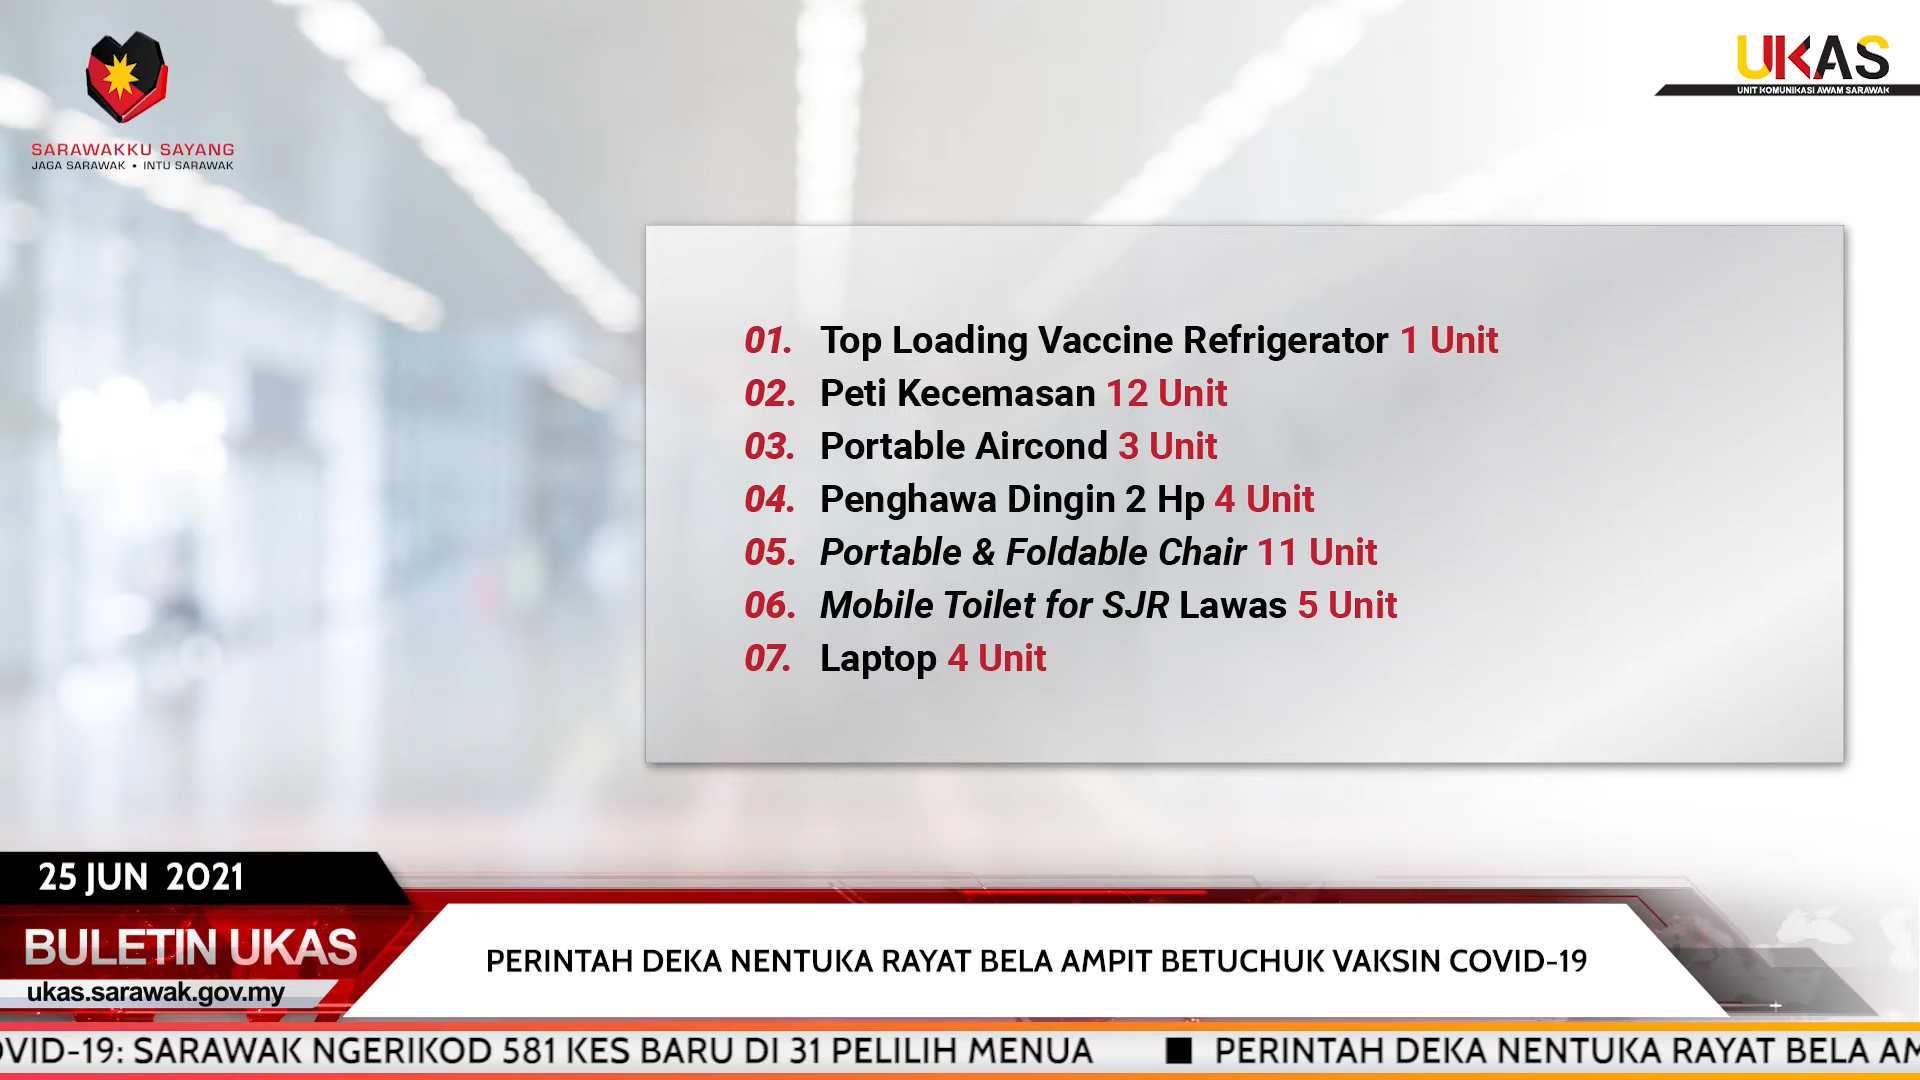 SARAWAKKU SAYANG
JAGA SARAWAK • INTU SARAWAK
UKAS
UNIT KOMUNIKASI AWAM SARAWAK
01. Top Loading Vaccine Refrigerator 1 Unit
02. Peti Kecemasan 12 Unit
03. Portable Aircond 3 Unit
04. Penghawa Dingin 2 Hp 4 Unit
05. Portable & Foldable Chair 11 Unit
06. Mobile Toilet for SJR Lawas 5 Unit
07. Laptop 4 Unit
25 JUN 2021
BULETIN UKAS
ukas.sarawak.gov.my
PERINTAH DEKA NENTUKA RAYAT BELA AMPIT BETUCHUK VAKSIN COVID-19
OVID-19: SARAWAK NGERIKOD 581 KES BARU DI 31 PELILIH MENUA ■ PERINTAH DEKA NENTUKA RAYAT BELA AM